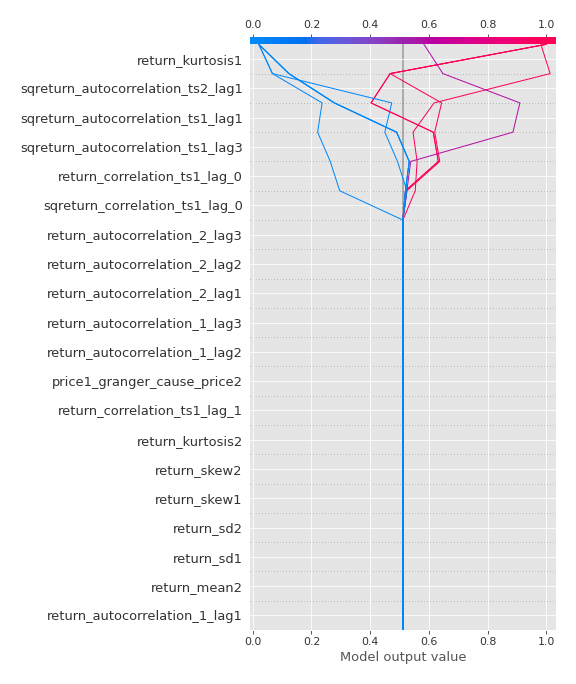 0.0 0.2 0.4 0.6 0.8 1.0
return_kurtosis1
sqreturn_autocorrelation_ts2_lag1
sqreturn_autocorrelation_ts1_lag1
sqreturn_autocorrelation_ts1_lag3
return_correlation_ts1_lag_0
sqreturn_correlation_ts1_lag_0
return_autocorrelation_2_lag3
return_autocorrelation_2_lag2
return_autocorrelation_2_lag1
return_autocorrelation_1_lag3
return_autocorrelation_1_lag2
price1_granger_cause_price2
return_correlation_ts1_lag_1
return_kurtosis2
return_skew2
return_skew1
return_sd2
return_sd1
return_mean2
return_autocorrelation_1_lag1
0.0 0.2 0.4 0.6 0.8 1.0
Model output value